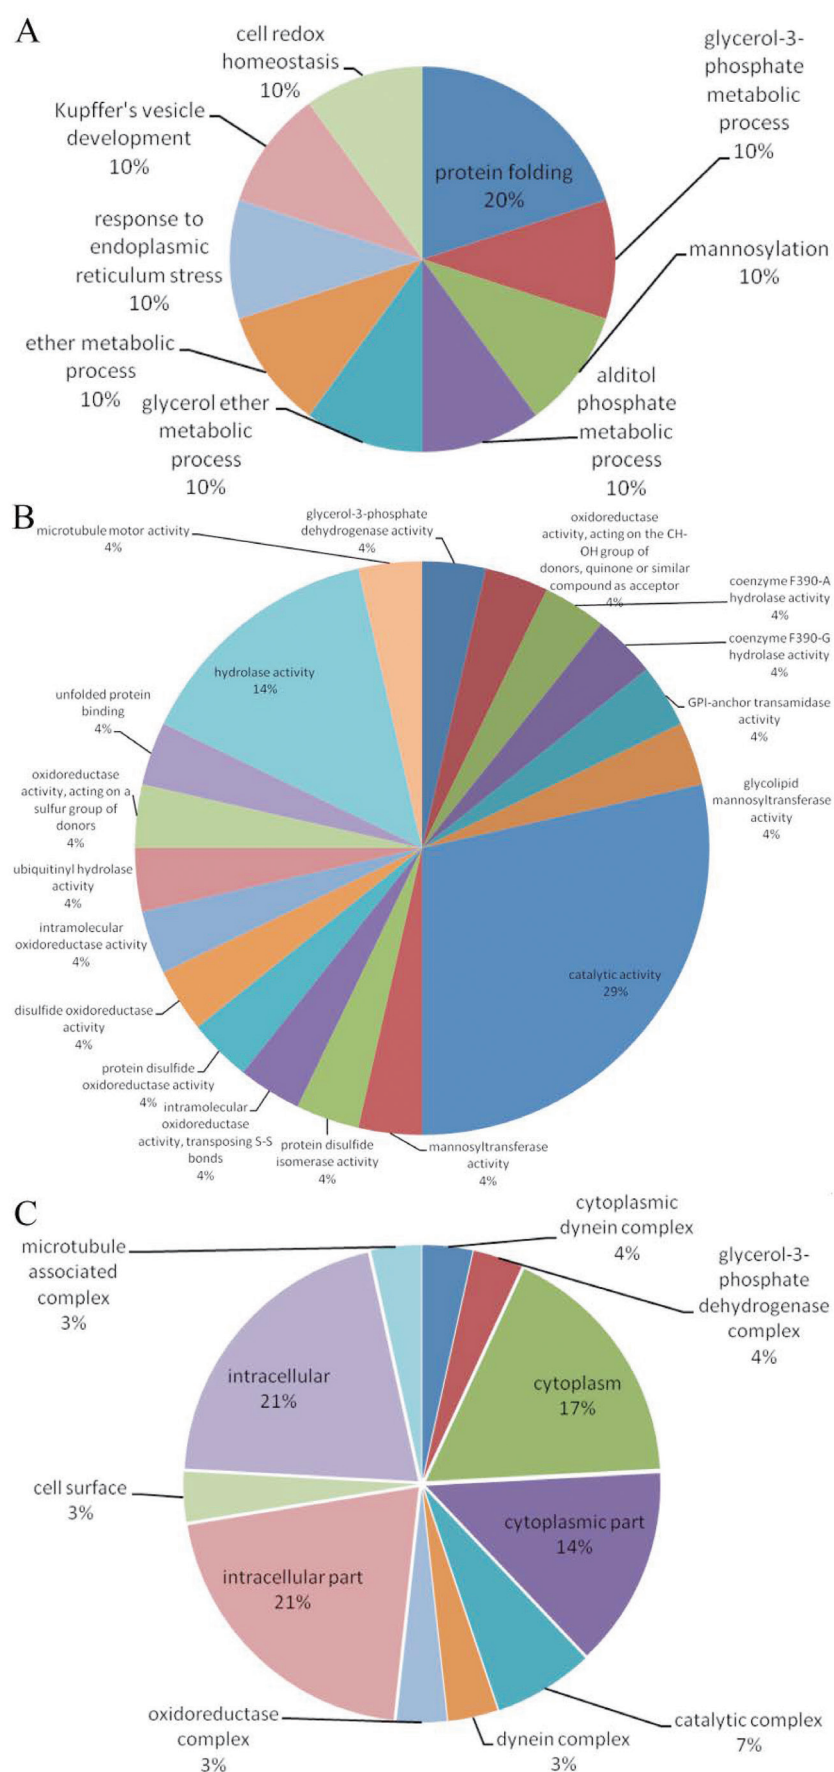 A
cell redox
homeostasis
10%
glycerol-3-
phosphate
metabolic
process
10%
Kupffer's vesicle
development
10%
protein folding
20%
response to
endoplasmic
reticulum stress
10%
mannosylation
10%
ether metabolic
process
10%
glycerol ether
metabolic
process
10%
alditol
phosphate
metabolic
process
10%
B
microtubule motor activity
4%
glycerol-3-phosphate
dehydrogenase activity
4%
oxidoreductase
activity, acting on the CH-
OH group of
donors, quinone or similar
compound as acceptor
4%
coenzyme F390-A
hydrolase activity
4%
coenzyme F390-G
hydrolase activity
4%
hydrolase activity
14%
GPI-anchor transamidase
activity
4%
unfolded protein
binding
4%
glycolipid
mannosyltransferase
activity
4%
oxidoreductase
activity, acting on a
sulfur group of
donors
4%
ubiquitinyl hydrolase
activity
4%
intramolecular
oxidoreductase activity
4%
catalytic activity
29%
disulfide oxidoreductase
activity
4%
protein disulfide
oxidoreductase activity
4%
intramolecular
oxidoreductase
activity, transposing S-S
bonds
4%
protein disulfide
isomerase activity
4%
mannosyltransferase
activity
4%
C
cytoplasmic
dynein complex
4%
microtubule
associated
complex
3%
glycerol-3-
phosphate
dehydrogenase
complex
4%
intracellular
21%
cytoplasm
17%
cell surface
3%
cytoplasmic part
14%
intracellular part
21%
oxidoreductase
complex
3%
dynein complex
3%
catalytic complex
7%